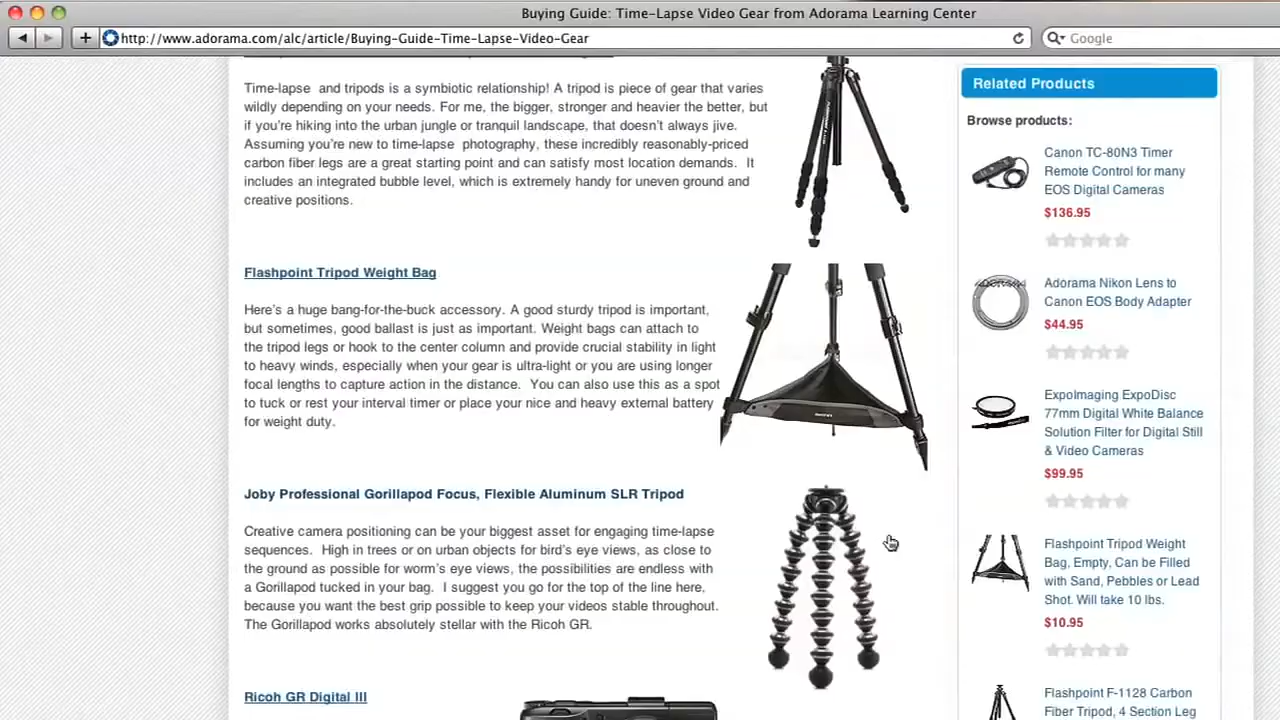 Buying Guide: Time-Lapse Video Gear from Adorama Learning Center
http://www.adorama.com/alc/article/Buying-Guide-Time-Lapse-Video-Gear
Google
Time-lapse and tripods is a symbiotic relationship! A tripod is piece of gear that varies
wildly depending on your needs. For me, the bigger, stronger and heavier the better, but
if you're hiking into the urban jungle or tranquil landscape, that doesn't always jive.
Assuming you're new to time-lapse photography, these incredibly reasonably-priced
carbon fiber legs are a great starting point and can satisfy most location demands. It
includes an integrated bubble level, which is extremely handy for uneven ground and
creative positions.
Flashpoint Tripod Weight Bag
Here's a huge bang-for-the-buck accessory. A good sturdy tripod is important,
but sometimes, good ballast is just as important. Weight bags can attach to
the tripod legs or hook to the center column and provide crucial stability in light
to heavy winds, especially when your gear is ultra-light or you are using longer
focal lengths to capture action in the distance. You can also use this as a spot
to tuck or rest your interval timer or place your nice and heavy external battery
for weight duty.
Joby Professional Gorillapod Focus, Flexible Aluminum SLR Tripod
Creative camera positioning can be your biggest asset for engaging time-lapse
sequences. High in trees or on urban objects for bird's eye views, as close to
the ground as possible for worm's eye views, the possibilities are endless with
a Gorillapod tucked in your bag. I suggest you go for the top of the line here,
because you want the best grip possible to keep your videos stable throughout.
The Gorillapod works absolutely stellar with the Ricoh GR.
Ricoh GR Digital III
Related Products
Browse products:
Canon TC-80N3 Timer
Remote Control for many
EOS Digital Cameras
$136.95
Adorama Nikon Lens to
Canon EOS Body Adapter
$44.95
ExpoImaging ExpoDisc
77mm Digital White Balance
Solution Filter for Digital Still
& Video Cameras
$99.95
Flashpoint Tripod Weight
Bag, Empty, Can be Filled
with Sand, Pebbles or Lead
Shot. Will take 10 lbs.
$10.95
Flashpoint F-1128 Carbon
Fiber Tripod, 4 Section Leg